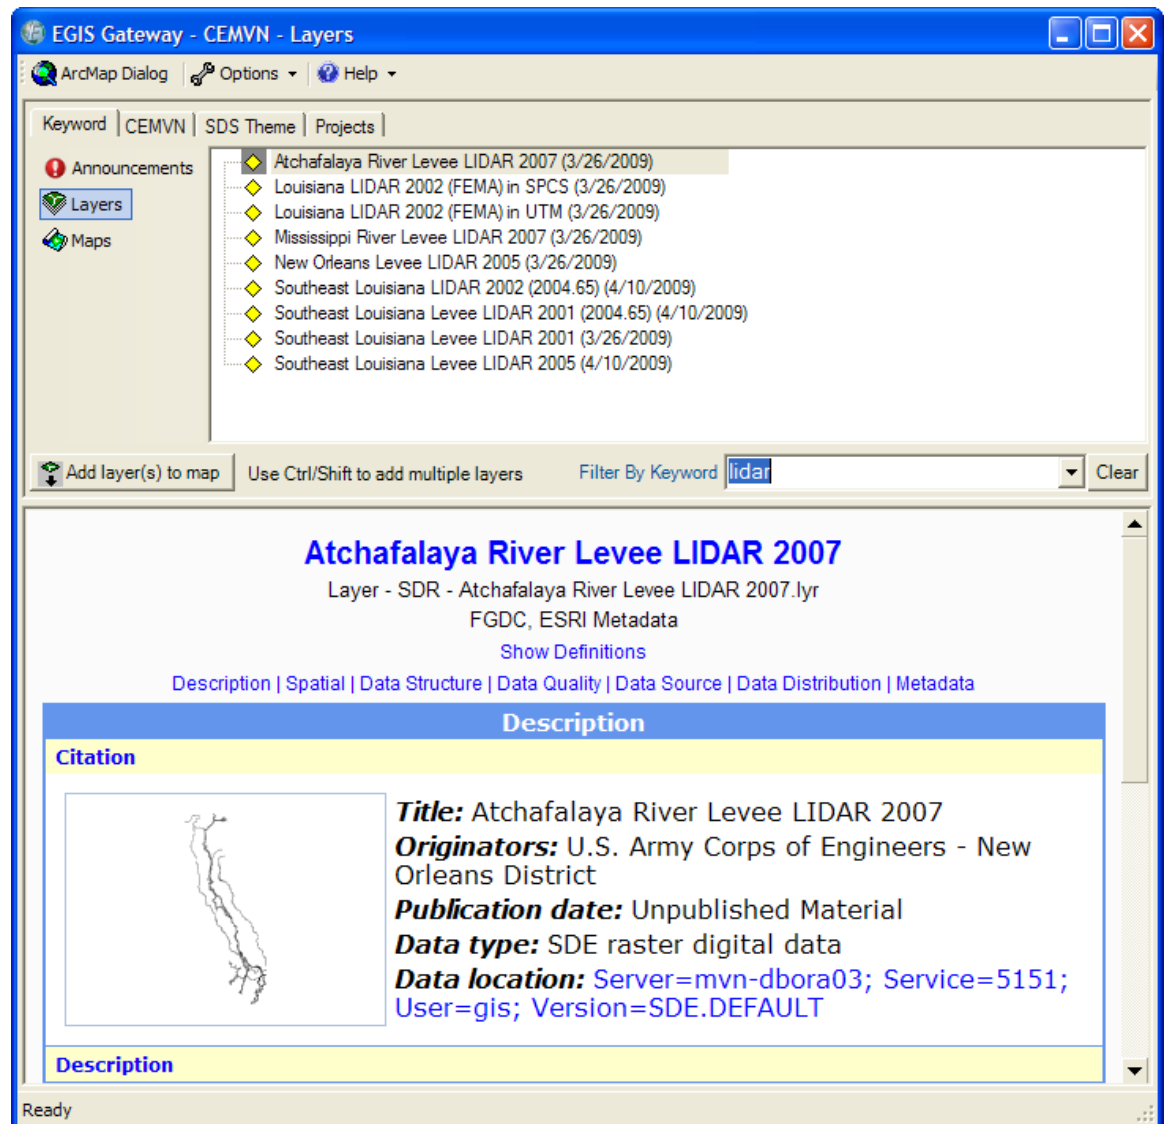 EGIS Gateway - CEMVN - Layers
ArcMap Dialog Options Help
Keyword CEMVN SDS Theme Projects
Announcements
Layers
Maps
Atchafalaya River Levee LIDAR 2007 (3/26/2009)
Louisiana LIDAR 2002 (FEMA) in SPCS (3/26/2009)
Louisiana LIDAR 2002 (FEMA) in UTM (3/26/2009)
Mississippi River Levee LIDAR 2007 (3/26/2009)
New Orleans Levee LIDAR 2005 (3/26/2009)
Southeast Louisiana LIDAR 2002 (2004.65) (4/10/2009)
Southeast Louisiana Levee LIDAR 2001 (2004.65) (4/10/2009)
Southeast Louisiana Levee LIDAR 2001 (3/26/2009)
Southeast Louisiana Levee LIDAR 2005 (4/10/2009)
Add layer(s) to map Use Ctrl/Shift to add multiple layers Filter By Keyword lidar Clear
Atchafalaya River Levee LIDAR 2007
Layer - SDR - Atchafalaya River Levee LIDAR 2007.lyr
FGDC, ESRI Metadata
Show Definitions
Description | Spatial | Data Structure | Data Quality | Data Source | Data Distribution | Metadata
Description
Citation
Title: Atchafalaya River Levee LIDAR 2007
Originators: U.S. Army Corps of Engineers - New
Orleans District
Publication date: Unpublished Material
Data type: SDE raster digital data
Data location: Server=mvn-dbora03; Service=5151;
User=gis; Version=SDE.DEFAULT
Description
Ready